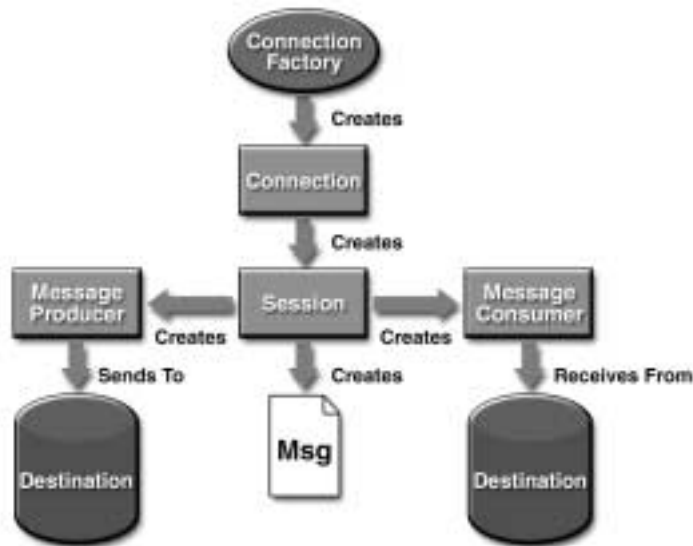 Connection
Factory
Creates
Connection
Creates
Message
Producer
Session
Message
Consumer
Creates
Creates
Sends To
Creates
Receives From
Msg
Destination
Destination